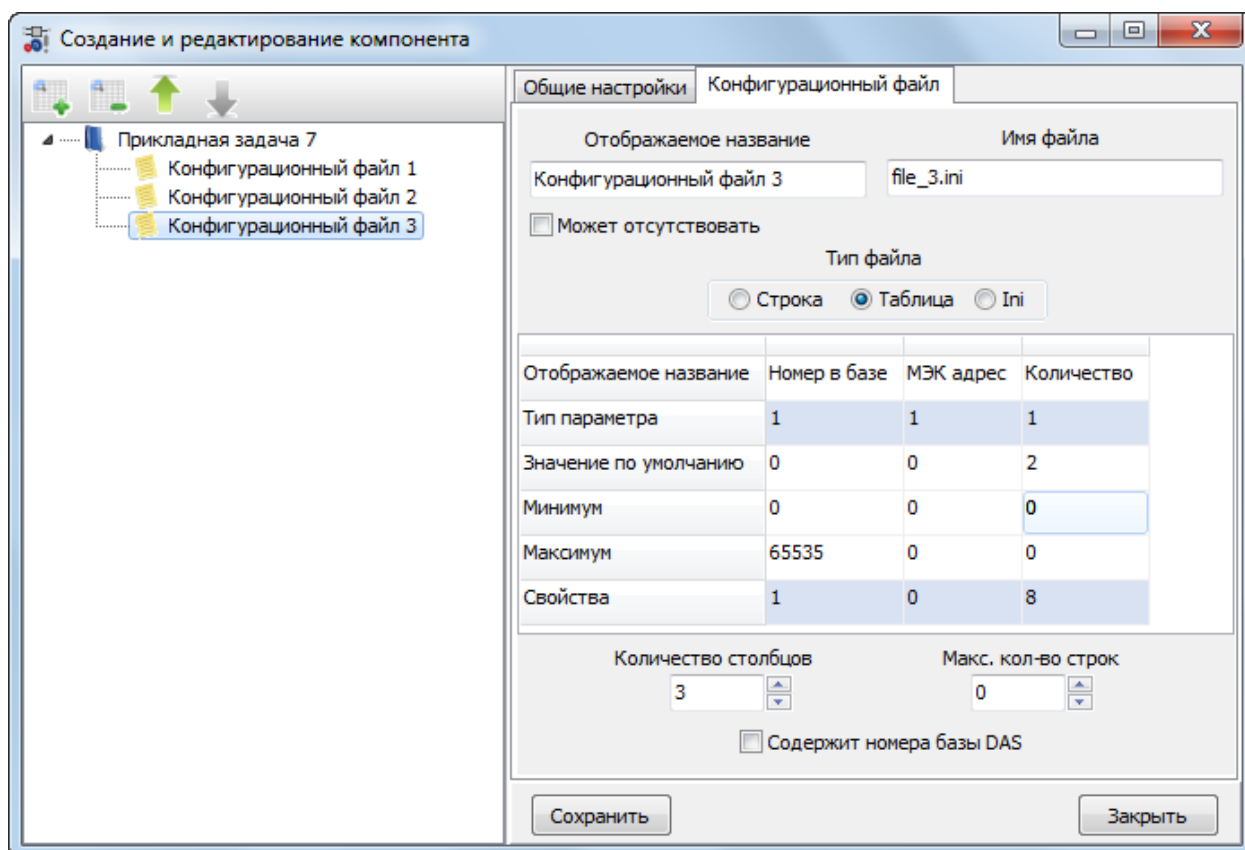 Создание и редактирование компонента
Прикладная задача 7
Конфигурационный файл 1
Конфигурационный файл 2
Конфигурационный файл 3
Общие настройки Конфигурационный файл
Отображаемое название Имя файла
Конфигурационный файл 3 file_3.ini
Может отсутствовать
Тип файла
Строка Таблица Ini
Отображаемое название Номер в базе МЭК адрес Количество
Тип параметра 1 1 1
Значение по умолчанию 0 0 2
Минимум 0 0 0
Максимум 65535 0 0
Свойства 1 0 8
Количество столбцов Макс. кол-во строк
3 0
Содержит номера базы DAS
Сохранить Закрыть